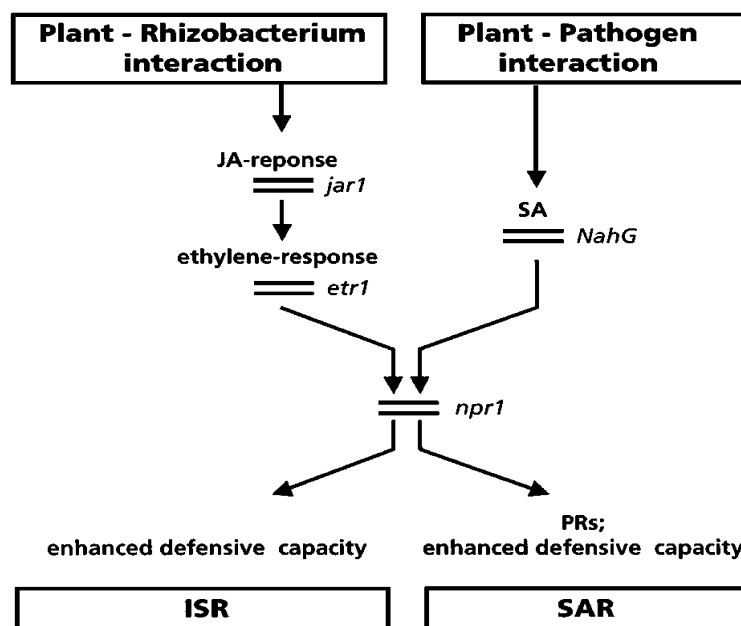 Plant - Rhizobacterium
interaction
Plant - Pathogen
interaction
JA-reponse
jar1
SA
NahG
ethylene-response
etr1
npr1
PRs;
enhanced defensive capacity
enhanced defensive capacity
ISR
SAR